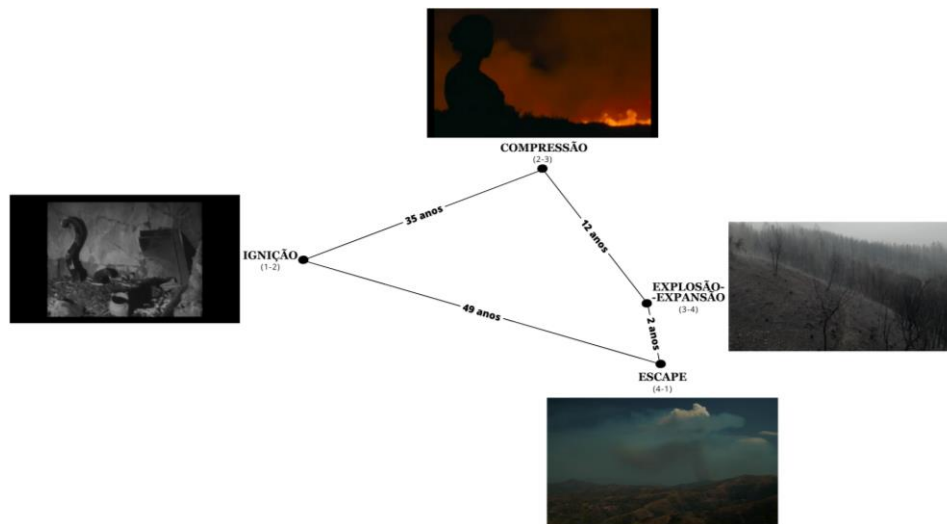 COMPRESSÃO
(2-3)
35 anos
12 anos
IGNIÇÃO
(1-2)
EXPLOSÃO-
-EXPANSÃO
(3-4)
49 anos
2 anos
ESCAPE
(4-1)